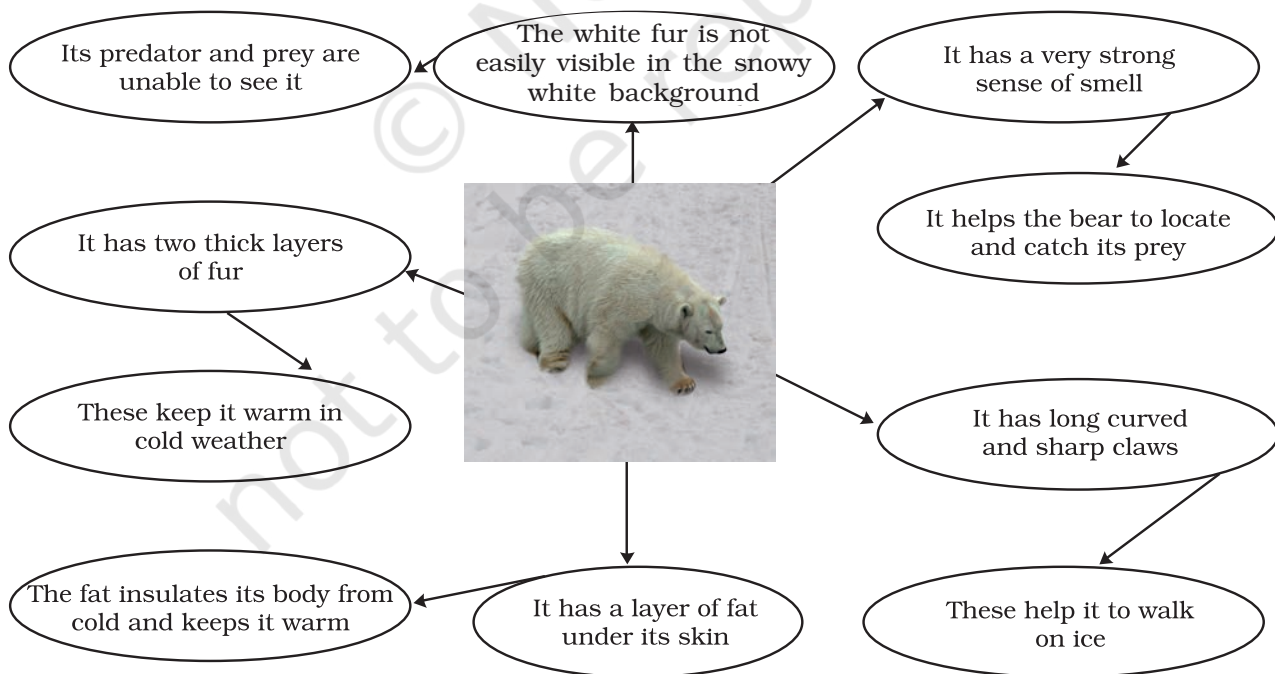 Its predator and prey are
unable to see it
The white fur is not
easily visible in the snowy
white background
It has a very strong
sense of smell
It helps the bear to locate
and catch its prey
It has two thick layers
of fur
These keep it warm in
cold weather
It has long curved
and sharp claws
The fat insulates its body from
cold and keeps it warm
It has a layer of fat
under its skin
These help it to walk
on ice
©
not to be